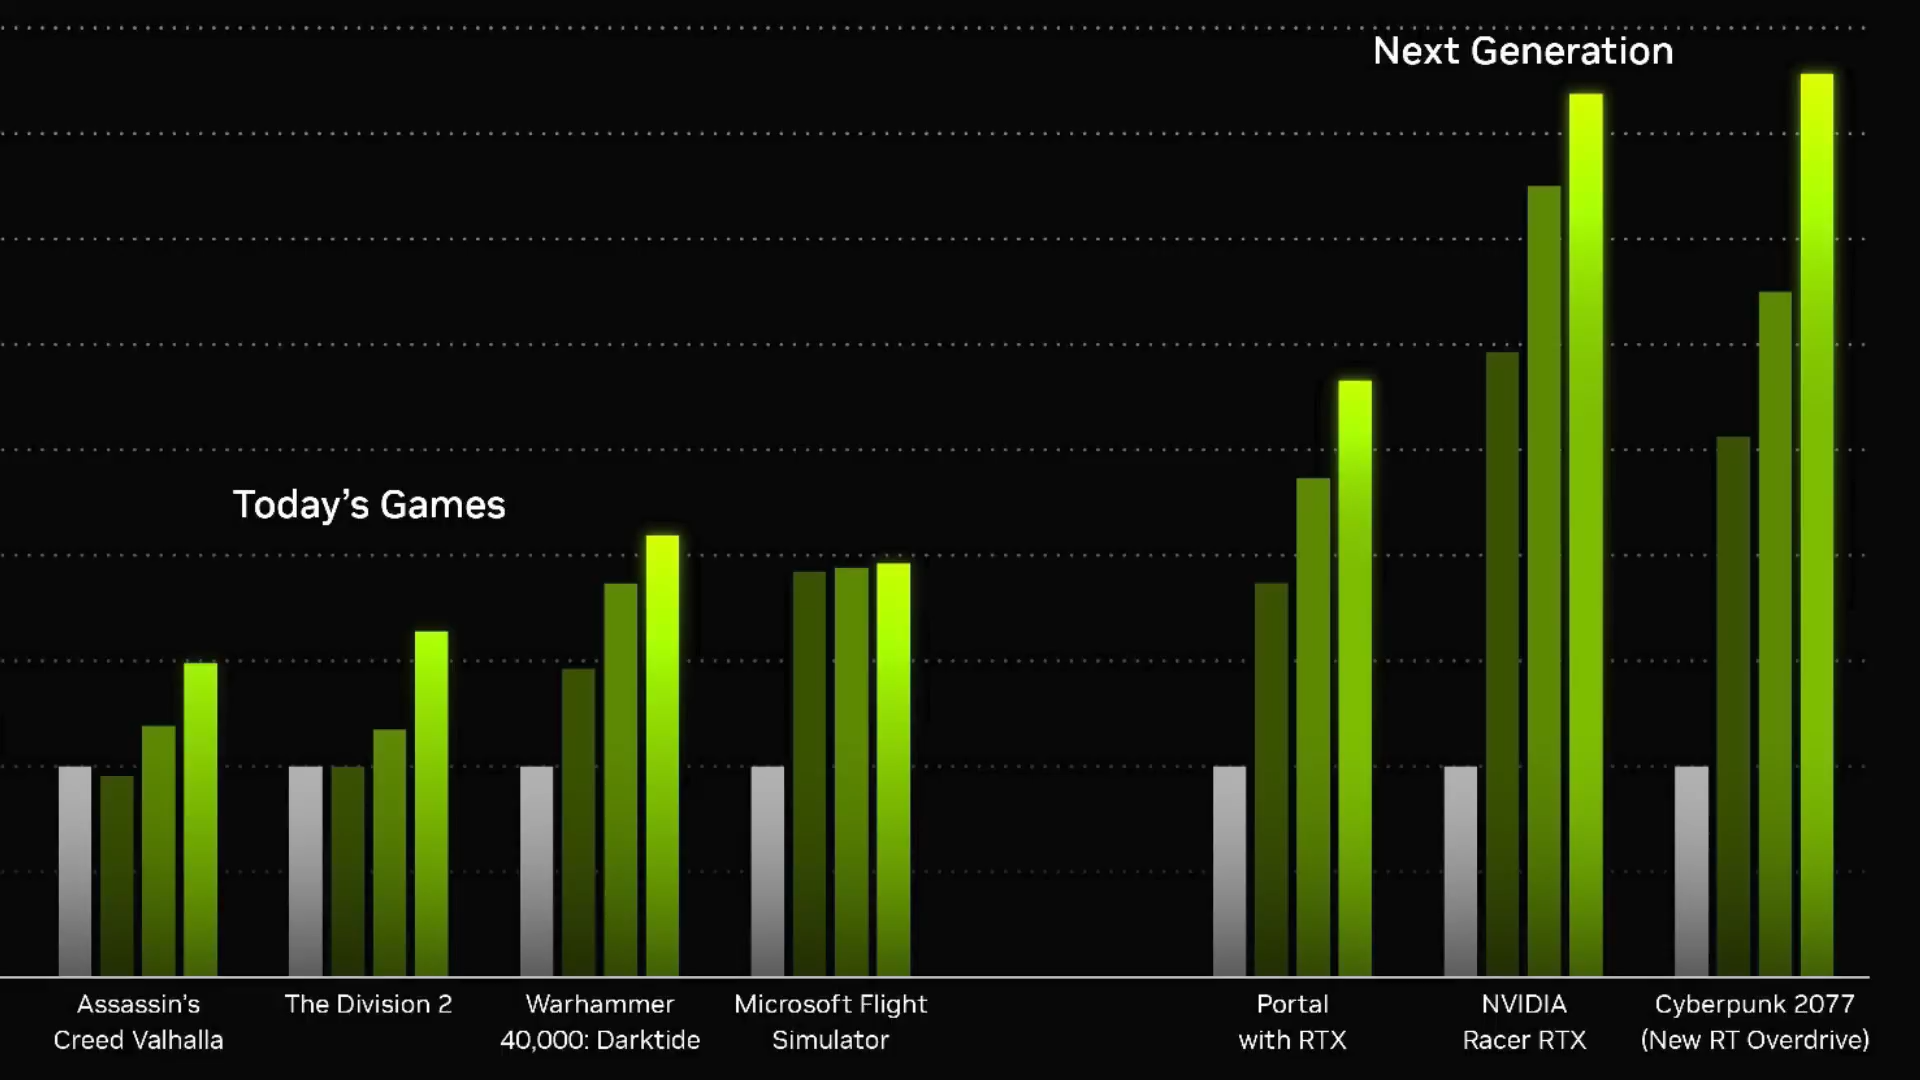 Next Generation
Today's Games
Assassin's
Creed Valhalla
The Division 2
Warhammer
40,000: Darktide
Microsoft Flight
Simulator
Portal
with RTX
NVIDIA
Racer RTX
Cyberpunk 2077
(New RT Overdrive)